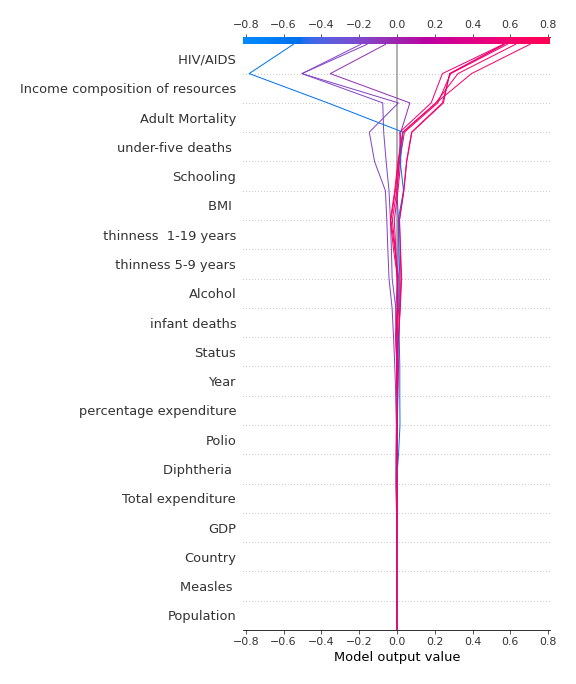 −0.8 −0.6 −0.4 −0.2 0.0 0.2 0.4 0.6 0.8
HIV/AIDS
Income composition of resources
Adult Mortality
under-five deaths
Schooling
BMI
thinness  1-19 years
thinness 5-9 years
Alcohol
infant deaths
Status
Year
percentage expenditure
Polio
Diphtheria
Total expenditure
GDP
Country
Measles
Population
−0.8 −0.6 −0.4 −0.2 0.0 0.2 0.4 0.6 0.8
Model output value